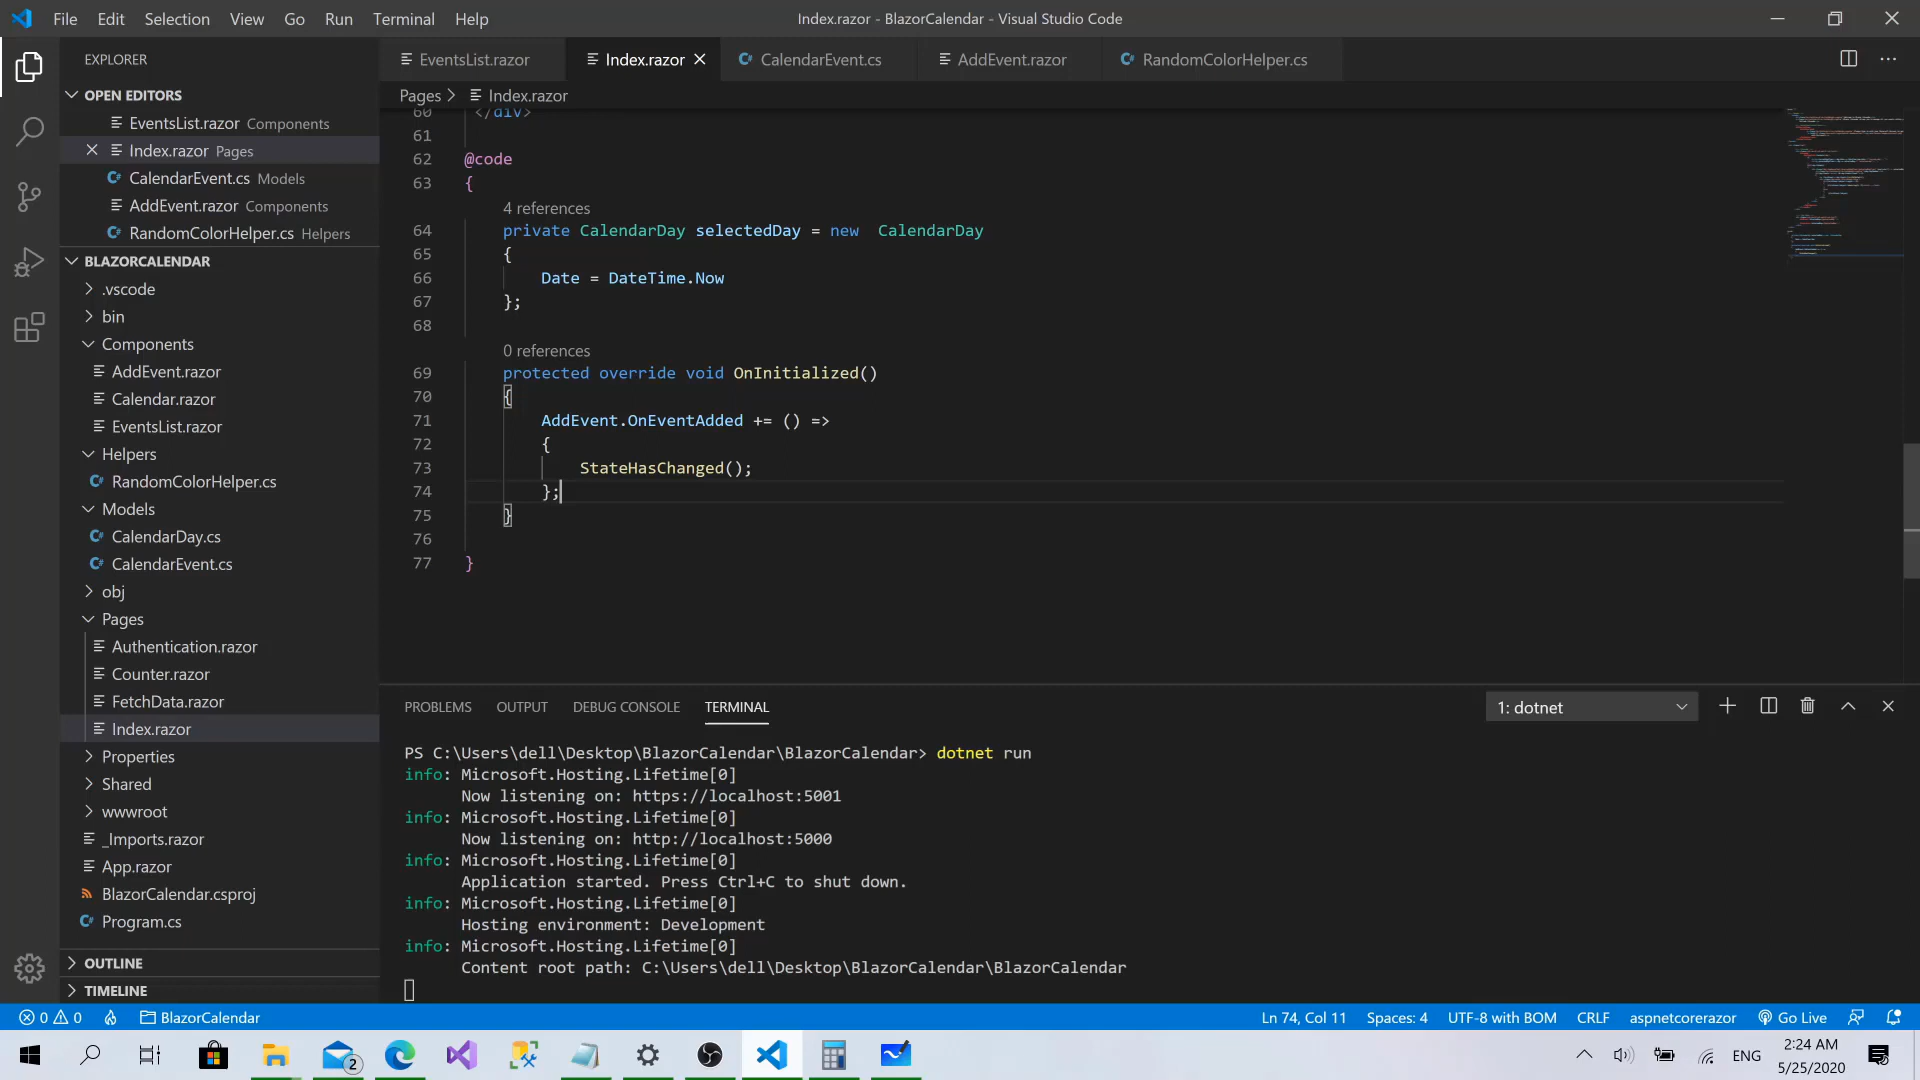 File Edit Selection View Go Run Terminal Help
Index.razor - BlazorCalendar - Visual Studio Code
EXPLORER
OPEN EDITORS
EventsList.razor Components
Index.razor Pages
CalendarEvent.cs Models
AddEvent.razor Components
RandomColorHelper.cs Helpers
BLAZORCALENDAR
.vscode
bin
Components
AddEvent.razor
Calendar.razor
EventsList.razor
Helpers
RandomColorHelper.cs
Models
CalendarDay.cs
CalendarEvent.cs
obj
Pages
Authentication.razor
Counter.razor
FetchData.razor
Index.razor
Properties
Shared
wwwroot
_Imports.razor
App.razor
BlazorCalendar.csproj
Program.cs
OUTLINE
TIMELINE
EventsList.razor Index.razor CalendarEvent.cs AddEvent.razor RandomColorHelper.cs
Pages > Index.razor
60 </div>
61
62 @code
63 {
4 references
64 private CalendarDay selectedDay = new  CalendarDay
65 {
66 Date = DateTime.Now
67 };
68
0 references
69 protected override void OnInitialized()
70 {
71 AddEvent.OnEventAdded += () =>
72 {
73 StateHasChanged();
74 };
75 }
76
77 }
PROBLEMS OUTPUT DEBUG CONSOLE TERMINAL
1: dotnet
PS C:\Users\dell\Desktop\BlazorCalendar\BlazorCalendar> dotnet run
info: Microsoft.Hosting.Lifetime[0]
Now listening on: https://localhost:5001
info: Microsoft.Hosting.Lifetime[0]
Now listening on: http://localhost:5000
info: Microsoft.Hosting.Lifetime[0]
Application started. Press Ctrl+C to shut down.
info: Microsoft.Hosting.Lifetime[0]
Hosting environment: Development
info: Microsoft.Hosting.Lifetime[0]
Content root path: C:\Users\dell\Desktop\BlazorCalendar\BlazorCalendar
0 0 BlazorCalendar
Ln 74, Col 11 Spaces: 4 UTF-8 with BOM CRLF aspnetcorerazor Go Live
2
ENG
2:24 AM
5/25/2020